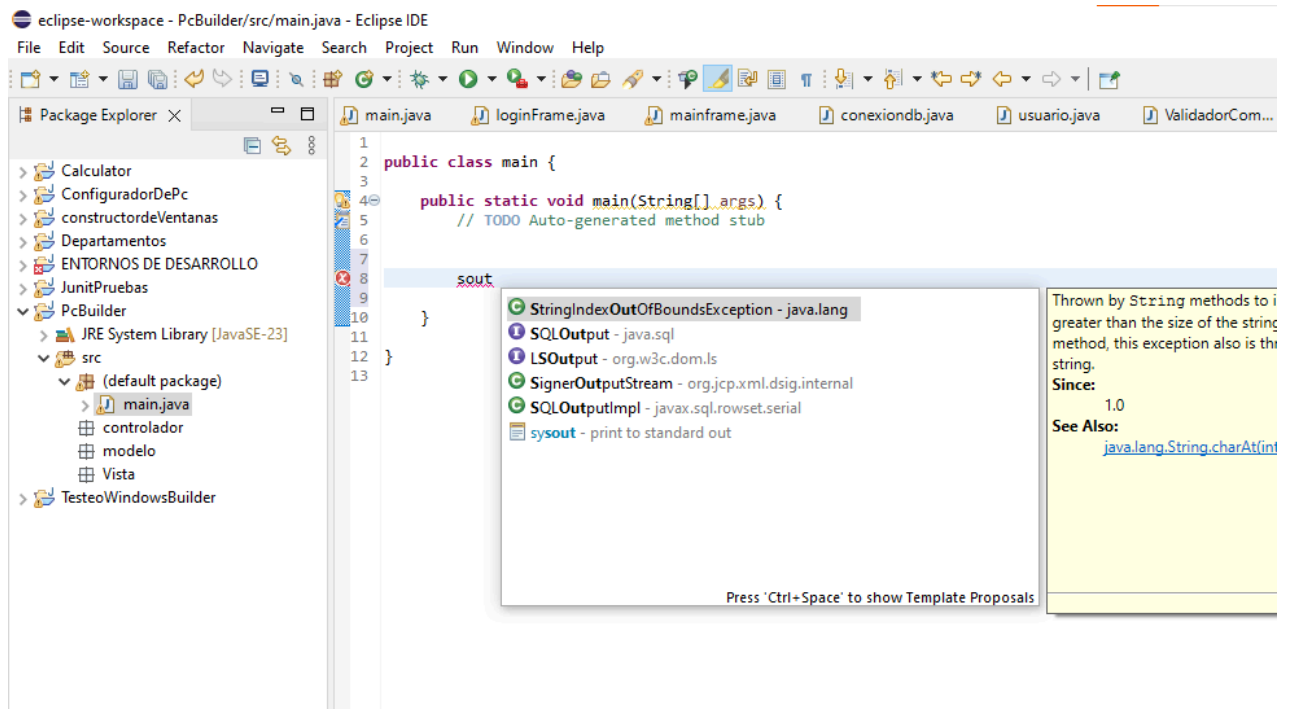 eclipse-workspace - PcBuilder/src/main.java - Eclipse IDE
File Edit Source Refactor Navigate Search Project Run Window Help
Package Explorer
main.java loginFrame.java mainframe.java conexiondb.java usuario.java ValidadorCom...
Calculator
ConfiguradorDePc
constructordeVentanas
Departamentos
ENTORNOS DE DESARROLLO
JunitPruebas
PcBuilder
JRE System Library [JavaSE-23]
src
(default package)
main.java
controlador
modelo
Vista
TesteoWindowsBuilder
1
2 public class main {
3
4 public static void main(String[] args) {
5 // TODO Auto-generated method stub
6
7
8 sout
9
10 }
11
12 }
13
StringIndexOutOfBoundsException - java.lang
SQLOutput - java.sql
LSOutput - org.w3c.dom.ls
SignerOutputStream - org.jcp.xml.dsig.internal
SQLOutputImpl - javax.sql.rowset.serial
sysout - print to standard out
Press 'Ctrl+Space' to show Template Proposals
Thrown by String methods to i
greater than the size of the string
method, this exception also is thr
string.
Since:
1.0
See Also:
java.lang.String.charAt(int